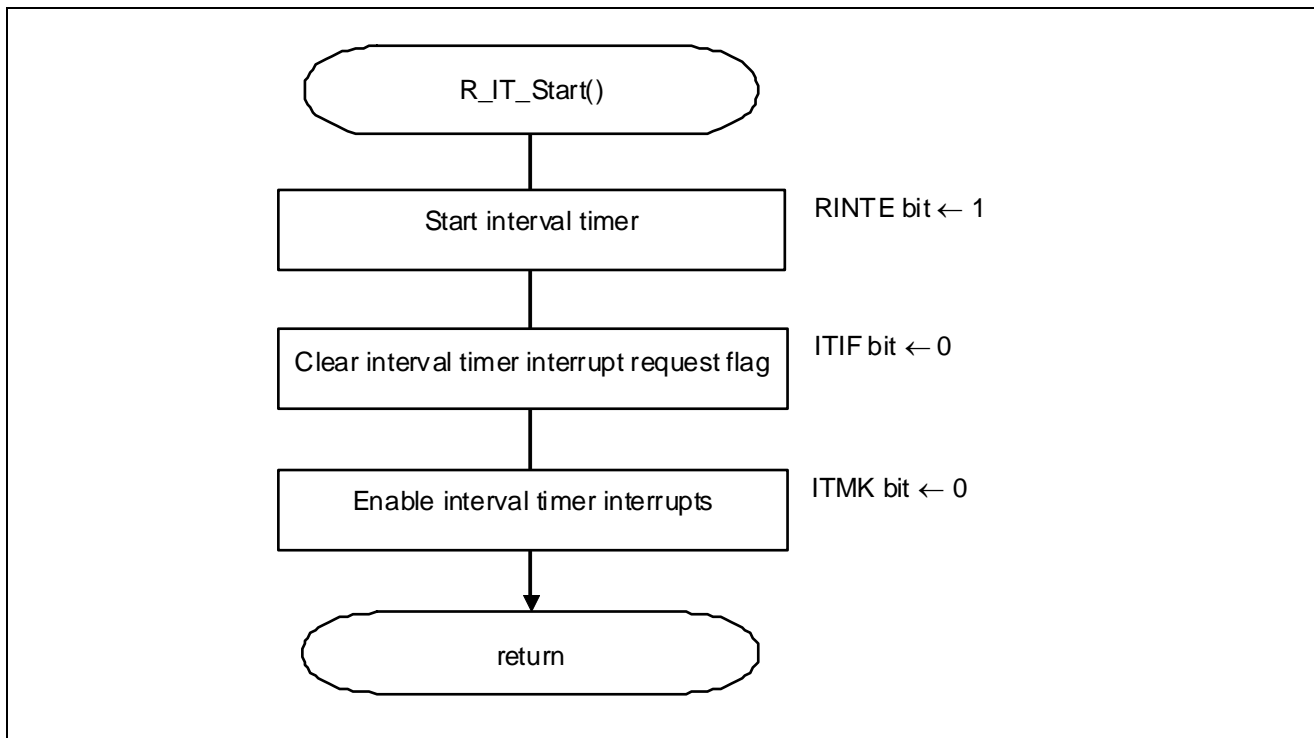 R_IT_Start()
Start interval timer
RINTE bit ← 1
Clear interval timer interrupt request flag
ITIF bit ← 0
Enable interval timer interrupts
ITMK bit ← 0
return